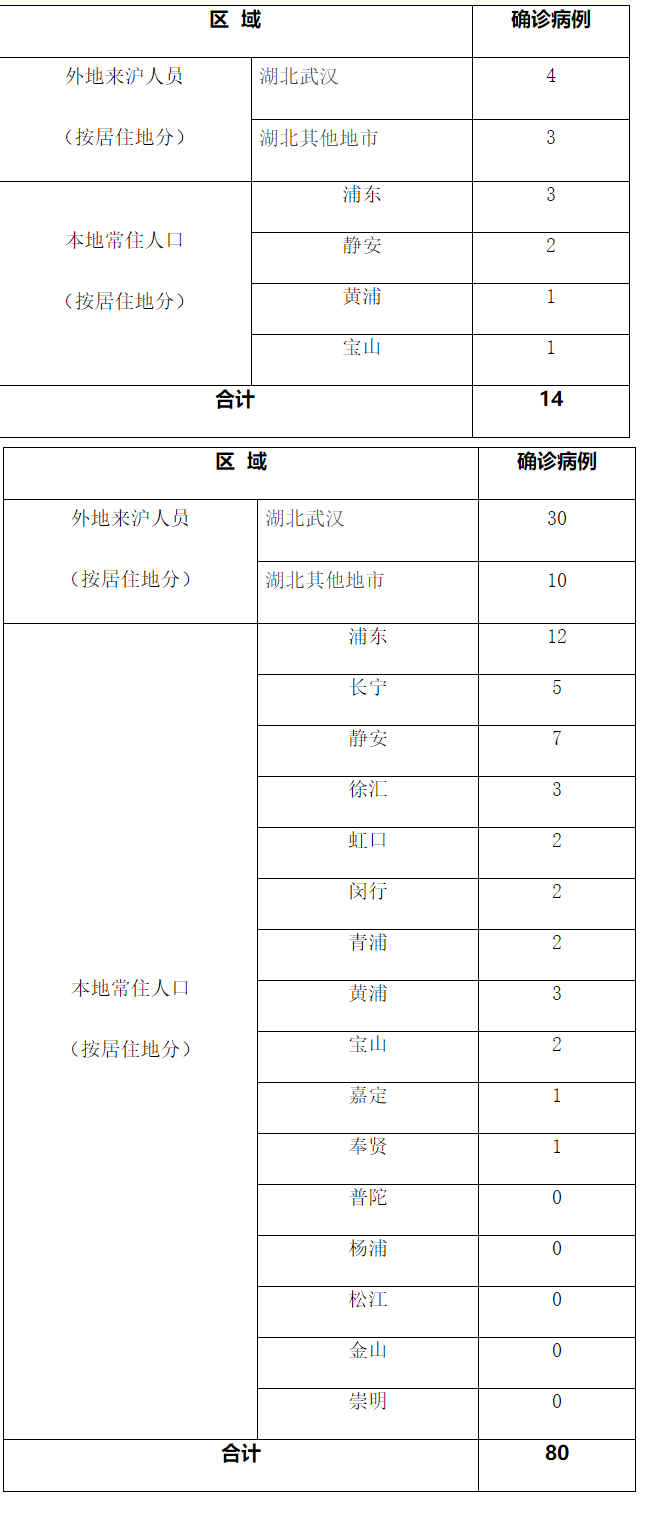 区 域 确诊病例
外地来沪人员 湖北武汉 4
（按居住地分） 湖北其他地市 3
浦东 3
本地常住人口 静安 2
（按居住地分） 黄浦 1
宝山 1
合计 14
区 域 确诊病例
外地来沪人员 湖北武汉 30
（按居住地分） 湖北其他地市 10
浦东 12
长宁 5
静安 7
徐汇 3
虹口 2
闵行 2
青浦 2
本地常住人口 黄浦 3
（按居住地分） 宝山 2
嘉定 1
奉贤 1
普陀 0
杨浦 0
松江 0
金山 0
崇明 0
合计 80